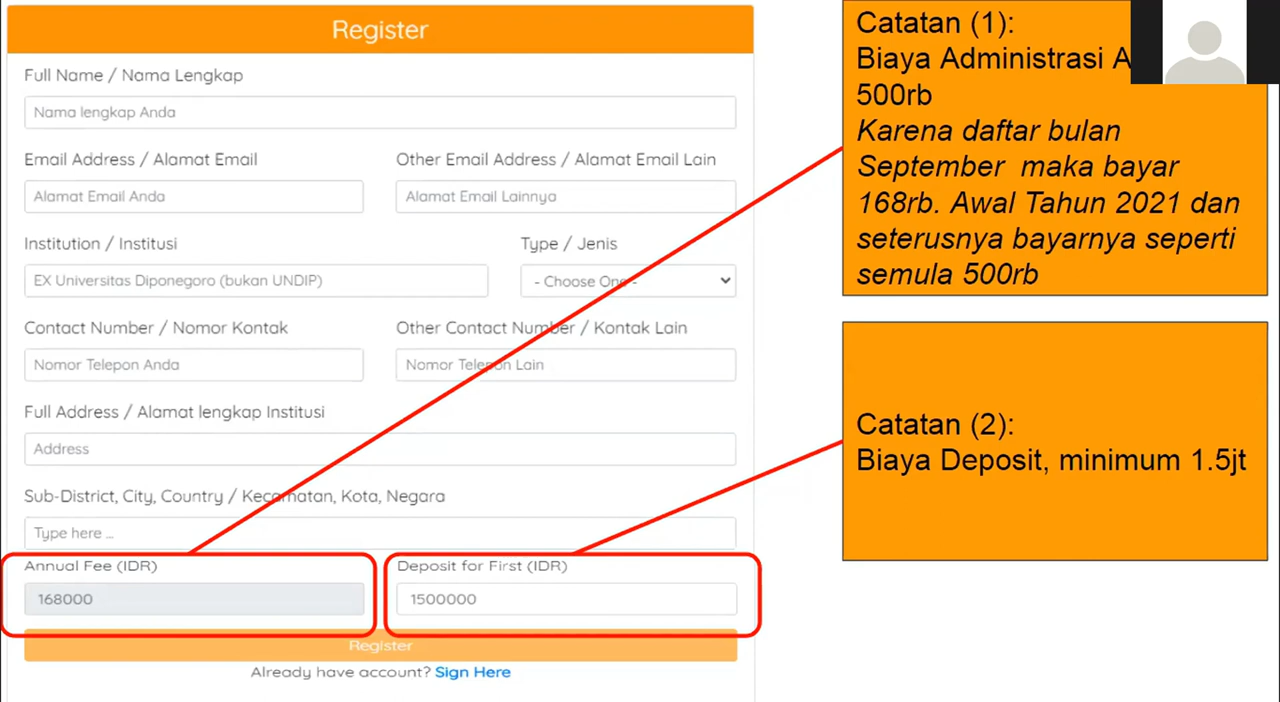 Register
Full Name / Nama Lengkap
Nama lengkap Anda
Email Address / Alamat Email
Other Email Address / Alamat Email Lain
Alamat Email Anda
Alamat Email Lainnya
Institution / Institusi
Type / Jenis
EX Universitas Diponegoro (bukan UNDIP)
- Choose One -
Contact Number / Nomor Kontak
Other Contact Number / Kontak Lain
Nomor Telepon Anda
Nomor Telepon Lain
Full Address / Alamat lengkap Institusi
Address
Sub-District, City, Country / Kecamatan, Kota, Negara
Type here ...
Annual Fee (IDR)
Deposit for First (IDR)
168000
1500000
Register
Already have account? Sign Here
Catatan (1):
Biaya Administrasi A
500rb
Karena daftar bulan
September maka bayar
168rb. Awal Tahun 2021 dan
seterusnya bayarnya seperti
semula 500rb
Catatan (2):
Biaya Deposit, minimum 1.5jt